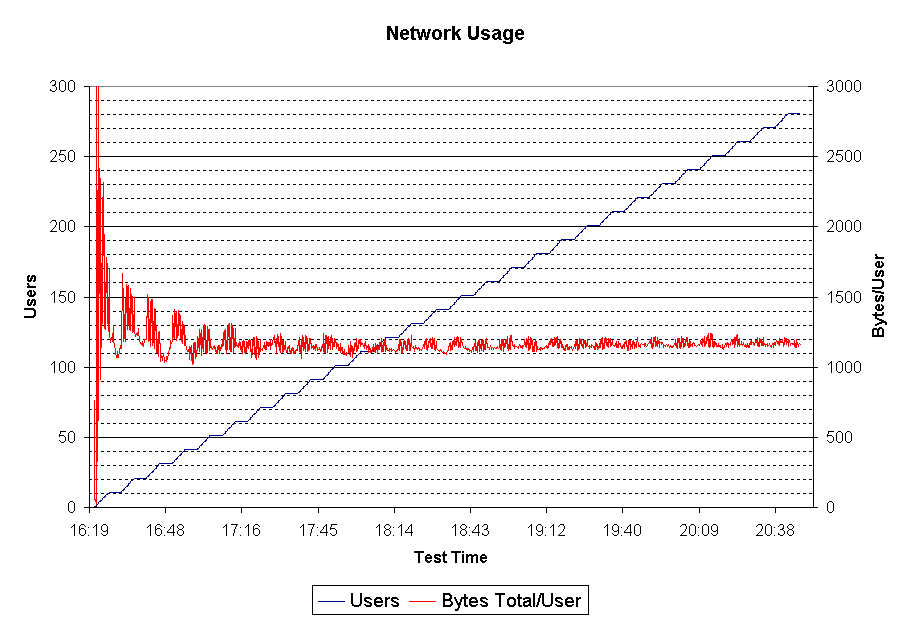 Network Usage
300 3000
250 2500
200 2000
150 1500
100 1000
50 500
0 0
Users
Bytes/User
16:19 16:48 17:16 17:45 18:14 18:43 19:12 19:40 20:09 20:38
Test Time
Users Bytes Total/User